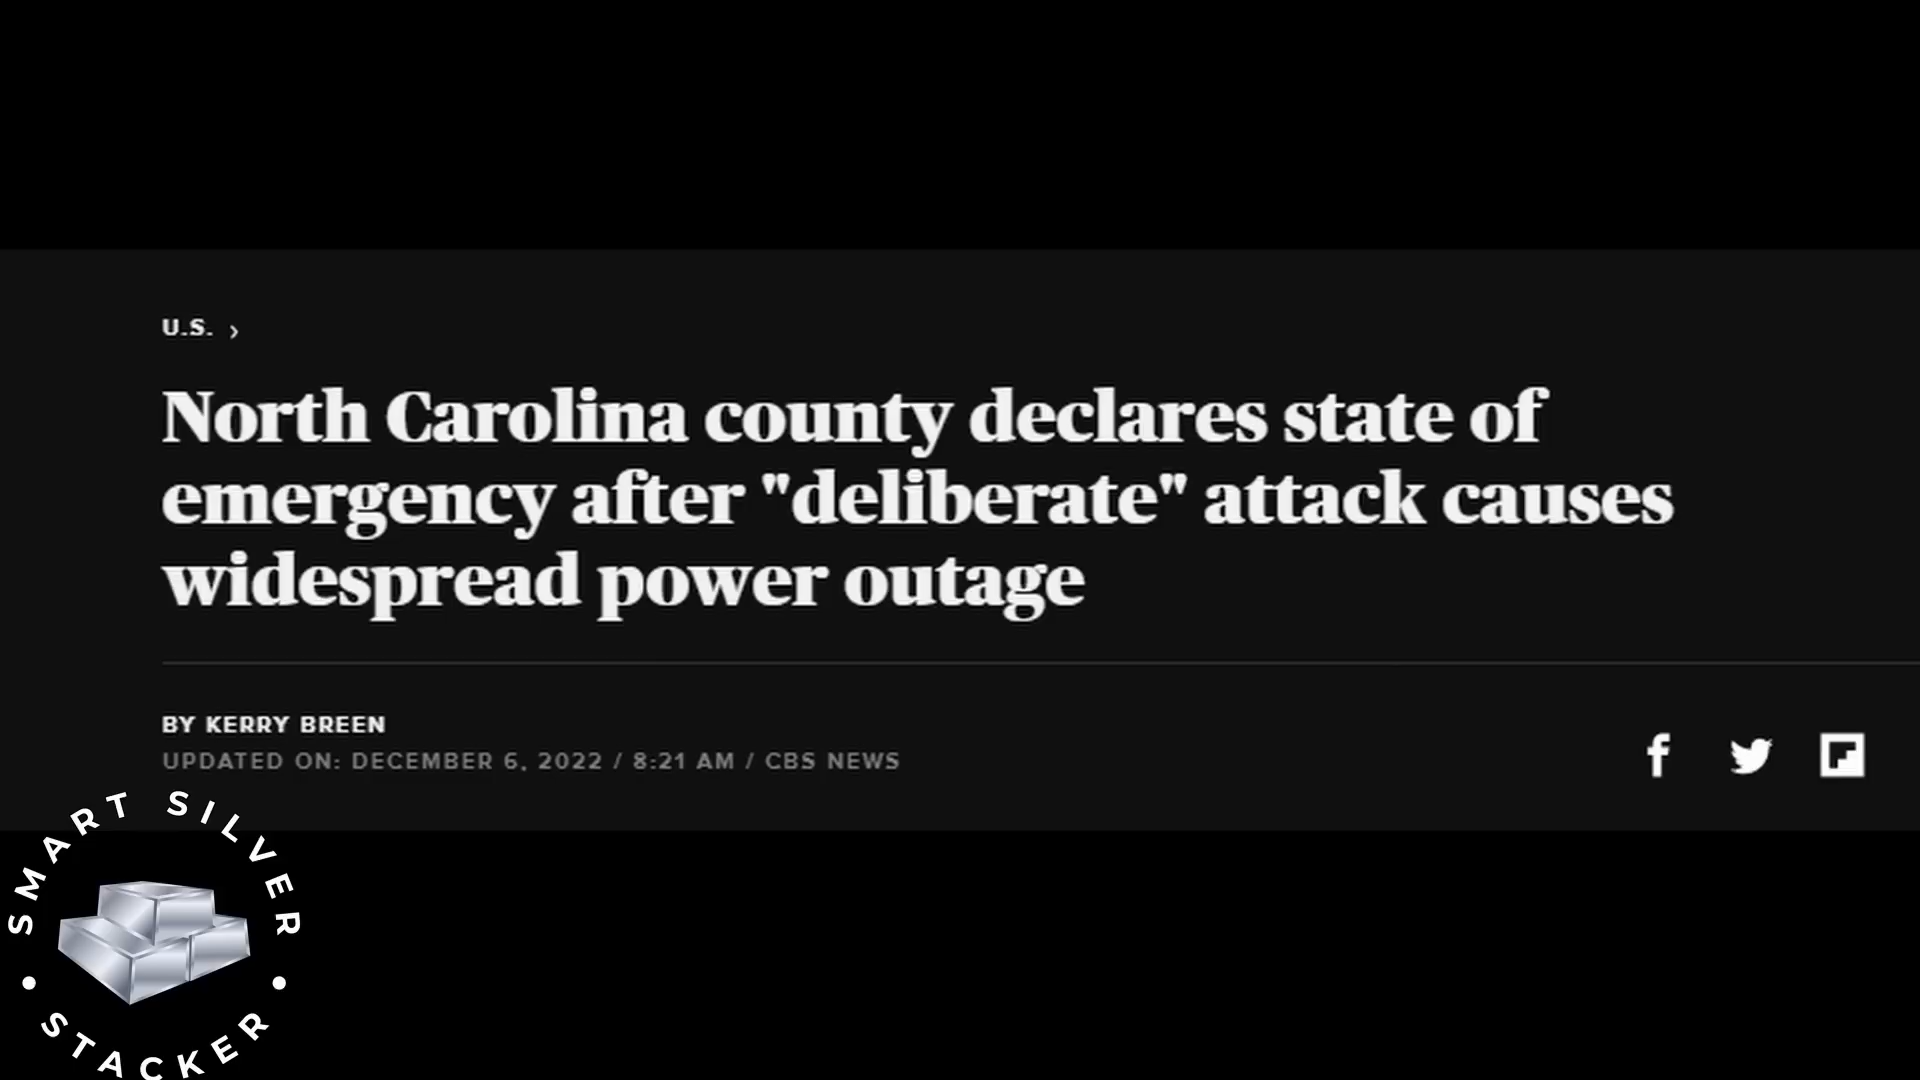 U.S. ›
North Carolina county declares state of
emergency after "deliberate" attack causes
widespread power outage
BY KERRY BREEN
UPDATED ON: DECEMBER 6, 2022 / 8:21 AM / CBS NEWS
SMART SILVER
• STACKER •